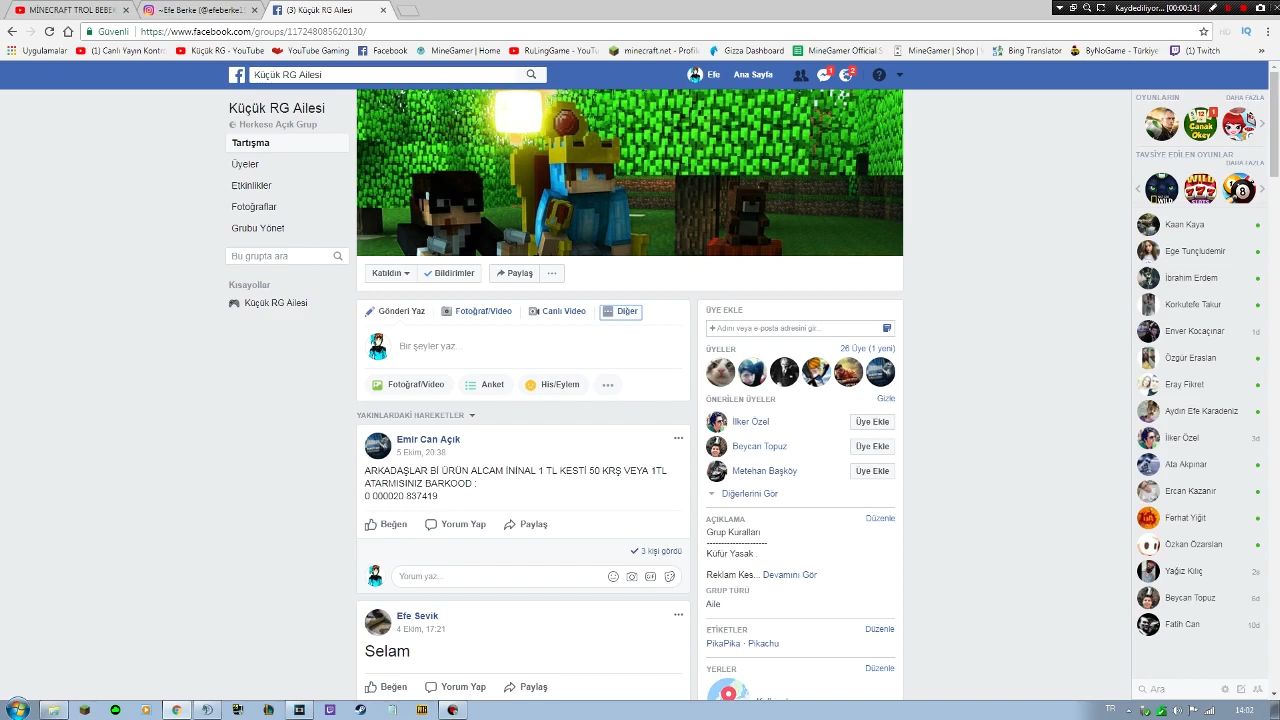 MİNECRAFT TROL BEBEK
~Efe Berke (@efeberke15
(3) Küçük RG Ailesi
Kaydediliyor...
00:00:14
Güvenli
https://www.facebook.com/groups/117248085620130/
Uygulamalar
(1) Canlı Yayın Kontro
Küçük RG - YouTube
YouTube Gaming
Facebook
MineGamer | Home
RuLingGame - YouTu
minecraft.net - Profil
Gizza Dashboard
MineGamer Official S
MineGamer | Shop |
Bing Translator
ByNoGame - Türkiye
(1) Twitch
Küçük RG Ailesi
Efe
Ana Sayfa
1
2
Küçük RG Ailesi
Herkese Açık Grup
Tartışma
Üyeler
Etkinlikler
Fotoğraflar
Grubu Yönet
Bu grupta ara
Kısayollar
Küçük RG Ailesi
Katıldın
Bildirimler
Paylaş
Gönderi Yaz
Fotoğraf/Video
Canlı Video
Diğer
Bir şeyler yaz...
Fotoğraf/Video
Anket
His/Eylem
YAKINLARDAKİ HAREKETLER
Emir Can Açık
5 Ekim, 20:38
ARKADAŞLAR Bİ ÜRÜN ALCAM İNİNAL 1 TL KESTİ 50 KRŞ VEYA 1TL
ATARMISINIZ BARKOOD :
0 000020 837419
Beğen
Yorum Yap
Paylaş
3 kişi gördü
Yorum yaz...
GIF
Efe Sevik
4 Ekim, 17:21
Selam
Beğen
Yorum Yap
Paylaş
ÜYE EKLE
Adını veya e-posta adresini gir...
ÜYELER
26 Üye (1 yeni)
ÖNERİLEN ÜYELER
Gizle
İlker Özel
Üye Ekle
Beycan Topuz
Üye Ekle
Metehan Başköy
Üye Ekle
Diğerlerini Gör
AÇIKLAMA
Düzenle
Grup Kuralları
----------------------
Küfür Yasak .
Reklam Kes... Devamını Gör
GRUP TÜRÜ
Aile
ETİKETLER
Düzenle
PikaPika · Pikachu
YERLER
Düzenle
OYUNLARIN
DAHA FAZLA
TAVSİYE EDİLEN OYUNLAR
DAHA FAZLA
Kaan Kaya
Ege Tunçludemir
İbrahim Erdem
Korkutefe Takur
Enver Kocaçınar
1d
Özgür Eraslan
Eray Fikret
Aydın Efe Karadeniz
İlker Özel
3d
Ata Akpınar
Ercan Kazanır
Ferhat Yiğit
Özkan Özarslan
Yağız Kılıç
2s
Beycan Topuz
6d
Fatih Can
10d
Ara
TR
14:02